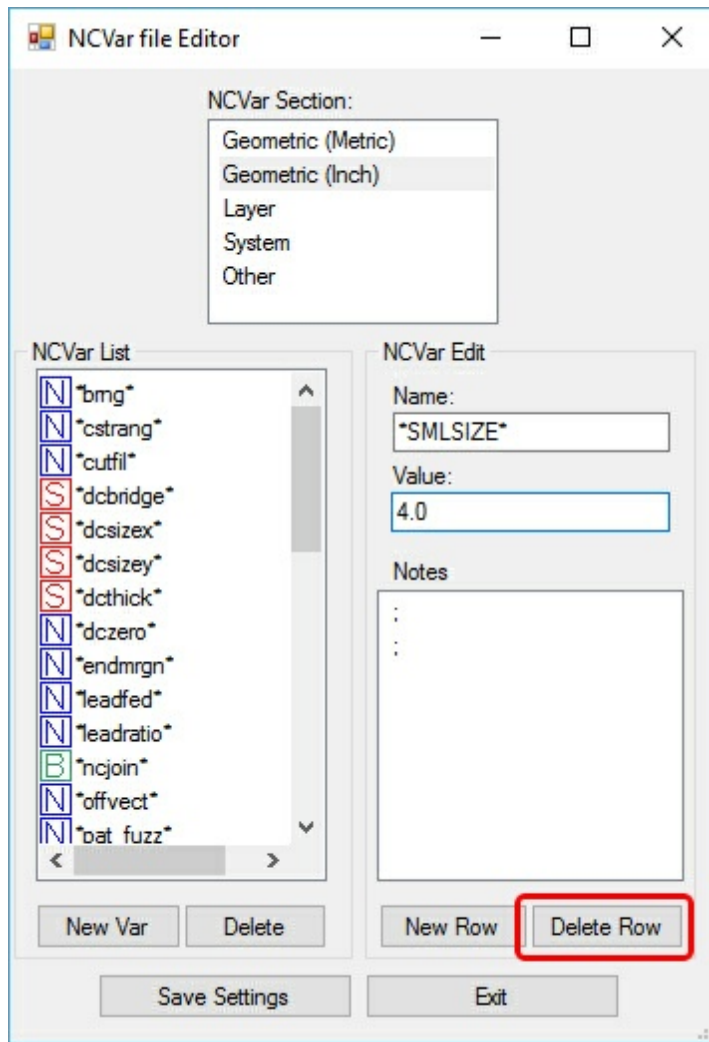 NCVar file Editor
NCVar Section:
Geometric (Metric)
Geometric (Inch)
Layer
System
Other
NCVar List
N *brng*
N *cstrang*
N *cutfil*
S *dcbridge*
S *dcsizex*
S *dcsizey*
S *dcthick*
N *dczero*
N *endmrgn*
N *leadfed*
N *leadratio*
B *ncjoin*
N *offvect*
N *pat_fuzz*
New Var Delete
NCVar Edit
Name:
*SMLSIZE*
Value:
4.0
Notes
;
;
New Row Delete Row
Save Settings Exit